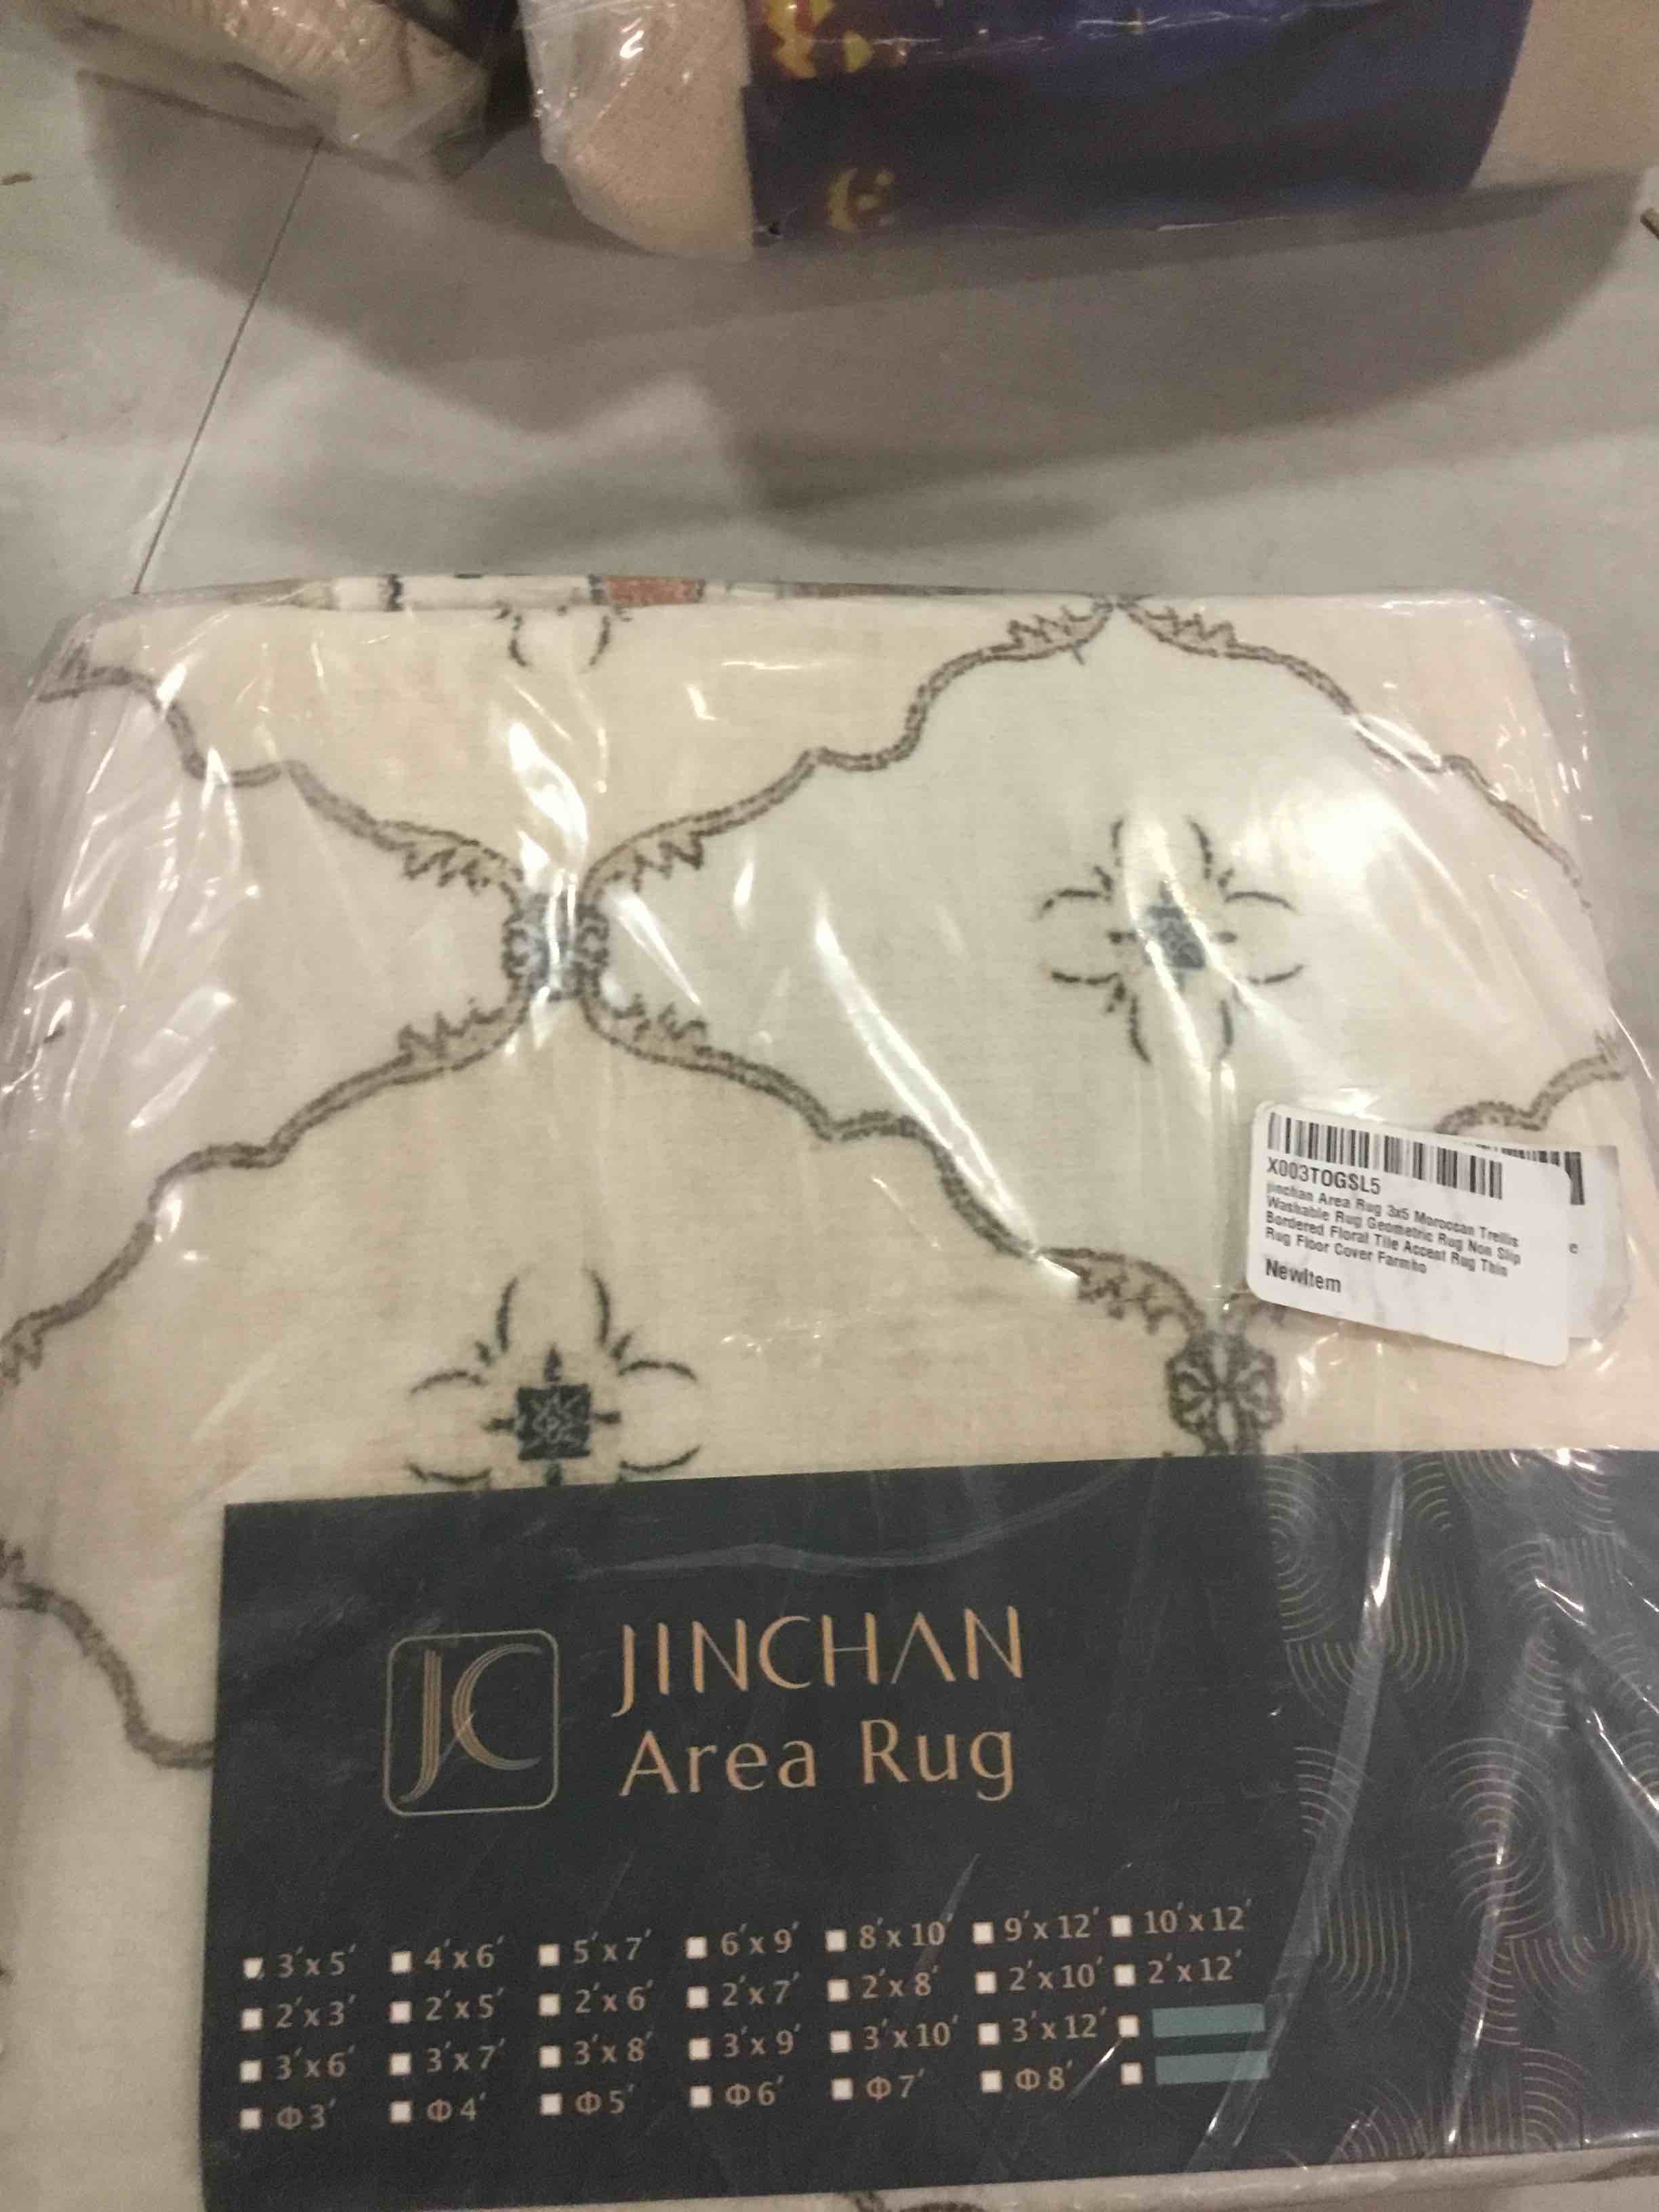 X003TOGSL5
jinchan Area Rug 3x5 Moroccan Trellis
Washable Rug Geometric Rug Non Slip
Bordered Floral Tile Accent Rug Thin
Rug Floor Cover Farmho
NewItem
e
JC
JINCHAN
Area Rug
3'x5' 4'x6' 5'x7' 6'x9' 8'x10' 9'x12' 10'x12'
2'x3' 2'x5' 2'x6' 2'x7' 2'x8' 2'x10' 2'x12'
3'x6' 3'x7' 3'x8' 3'x9' 3'x10' 3'x12'
Φ3' Φ4' Φ5' Φ6' Φ7' Φ8'